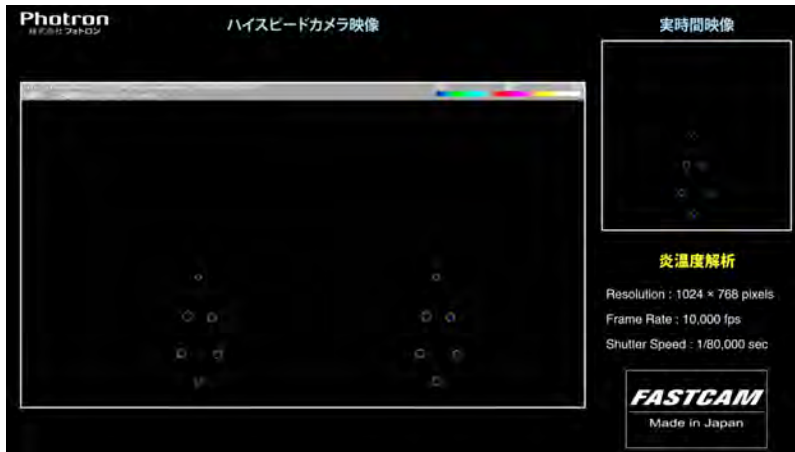 Photron
株式会社フォトロン
ハイスピードカメラ映像
実時間映像
炎温度解析
Resolution : 1024 × 768 pixels
Frame Rate : 10,000 fps
Shutter Speed : 1/80,000 sec
FASTCAM
Made in Japan